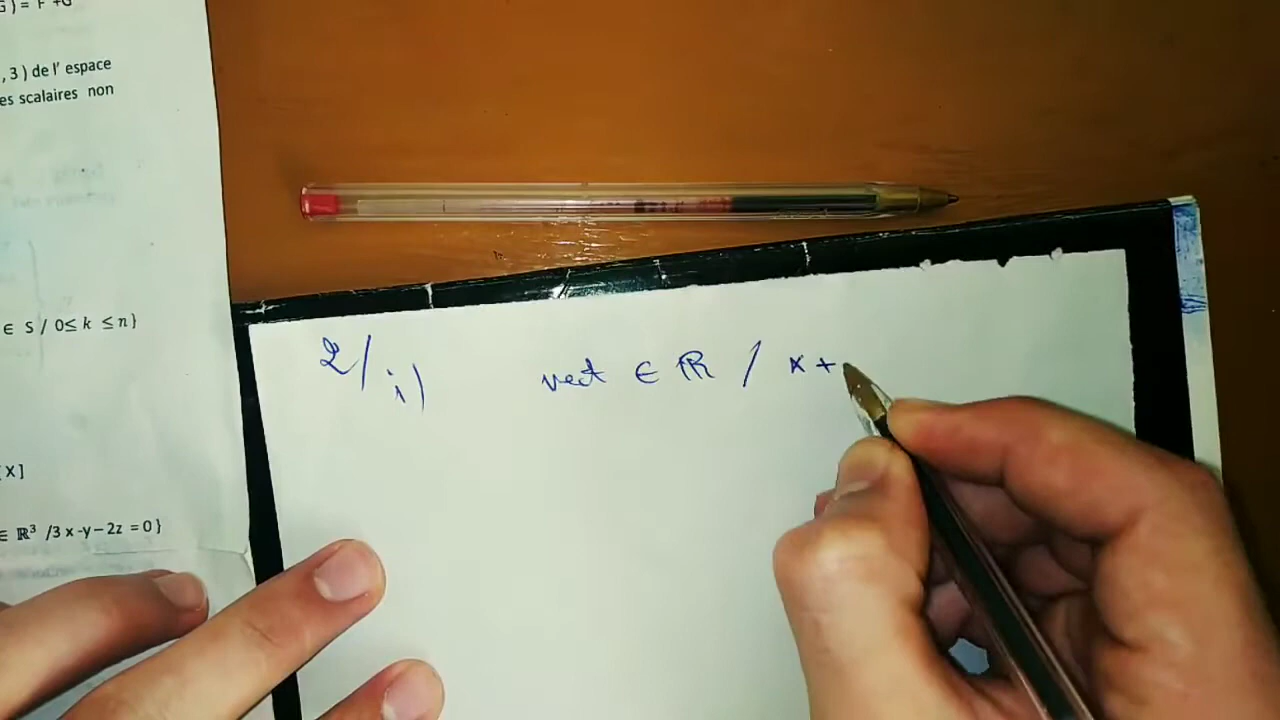 G ) = F +G
, 3 ) de l' espace
es scalaires non
∈ S / 0≤ k ≤ n}
X ]
∈ ℝ³ /3 x -y – 2z = 0 }
2/ i) vect ∈ ℝ / x +